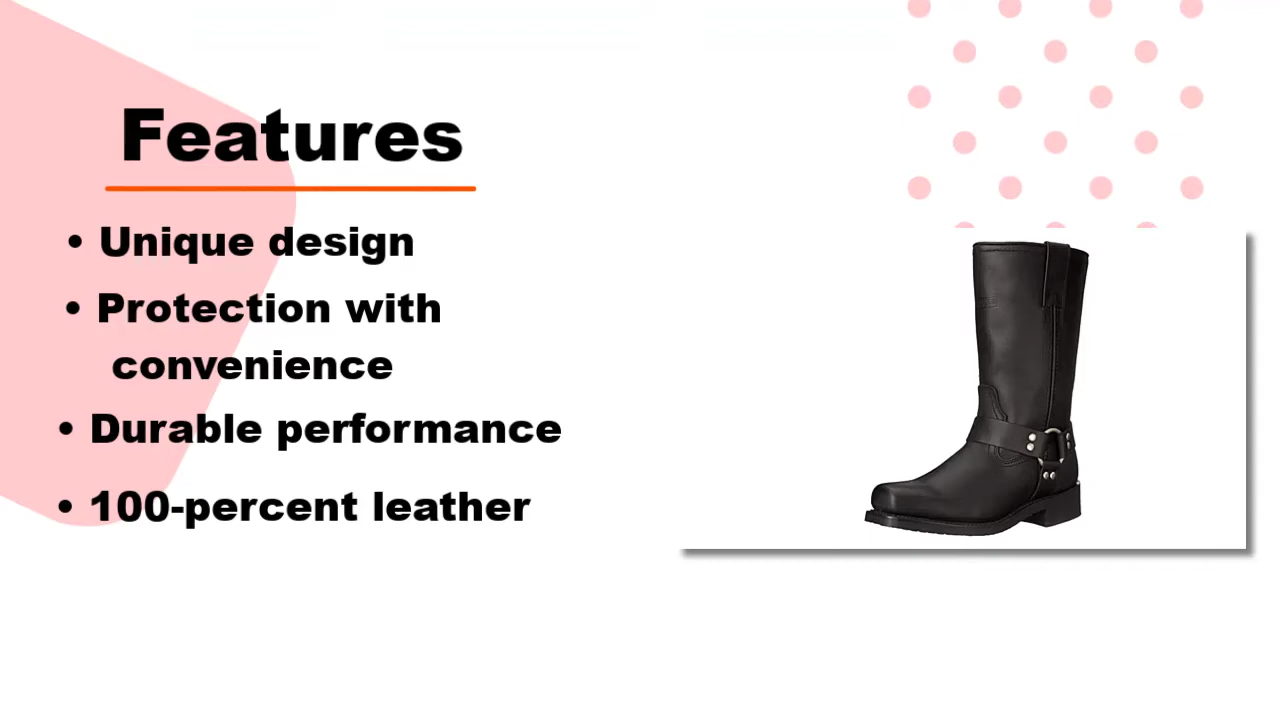 Features
• Unique design
• Protection with
convenience
• Durable performance
• 100-percent leather